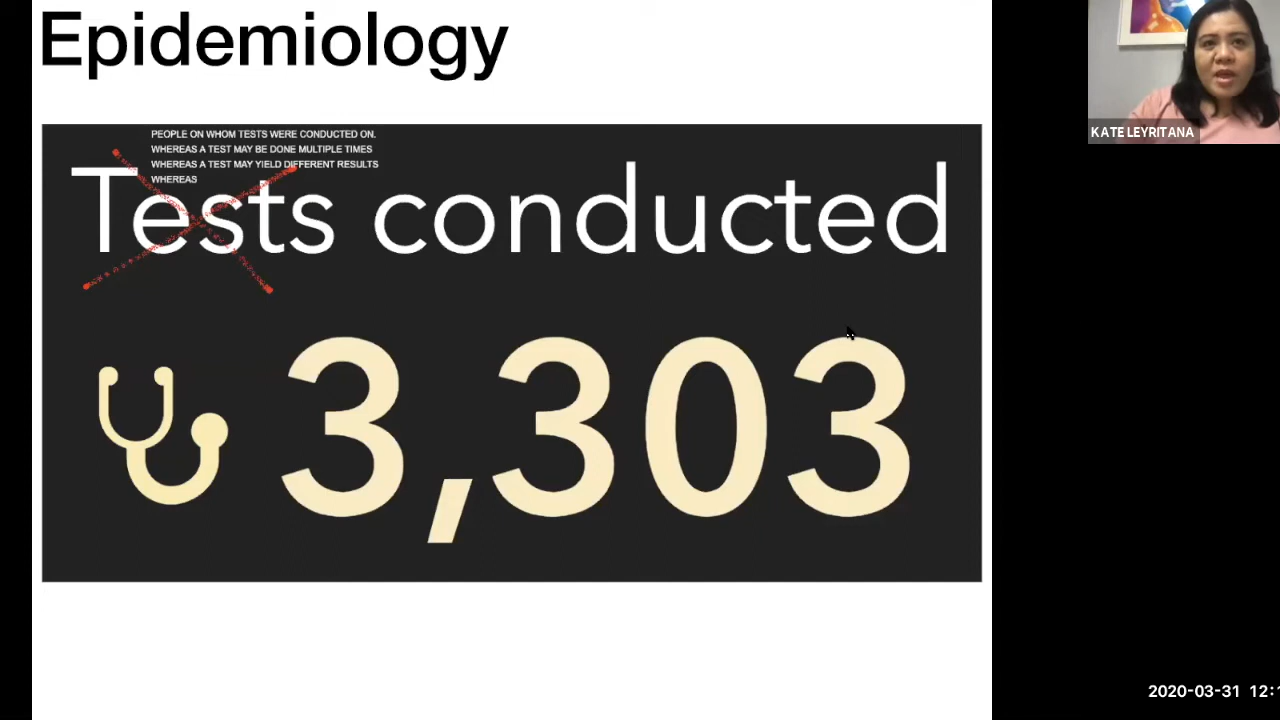 Epidemiology
PEOPLE ON WHOM TESTS WERE CONDUCTED ON.
WHEREAS A TEST MAY BE DONE MULTIPLE TIMES
WHEREAS A TEST MAY YIELD DIFFERENT RESULTS
WHEREAS
Tests conducted
3,303
KATE LEYRITANA
2020-03-31 12:1